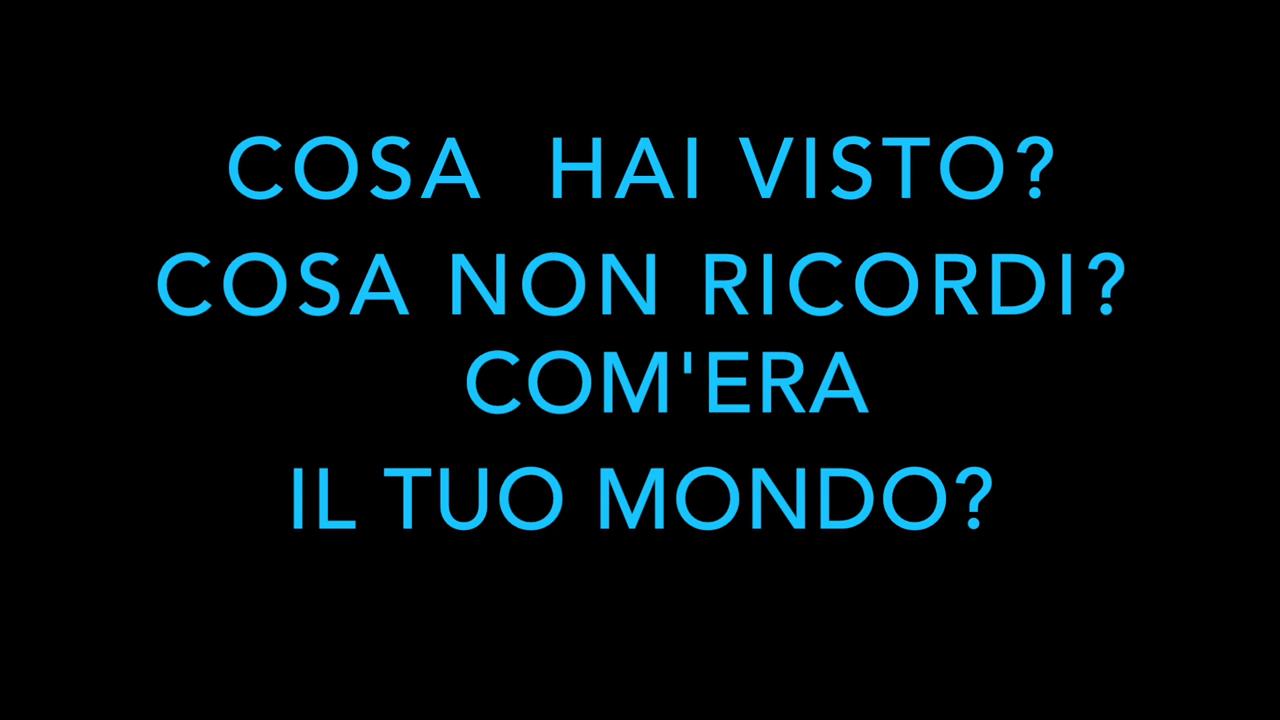 COSA HAI VISTO?
COSA NON RICORDI?
COM'ERA
IL TUO MONDO?